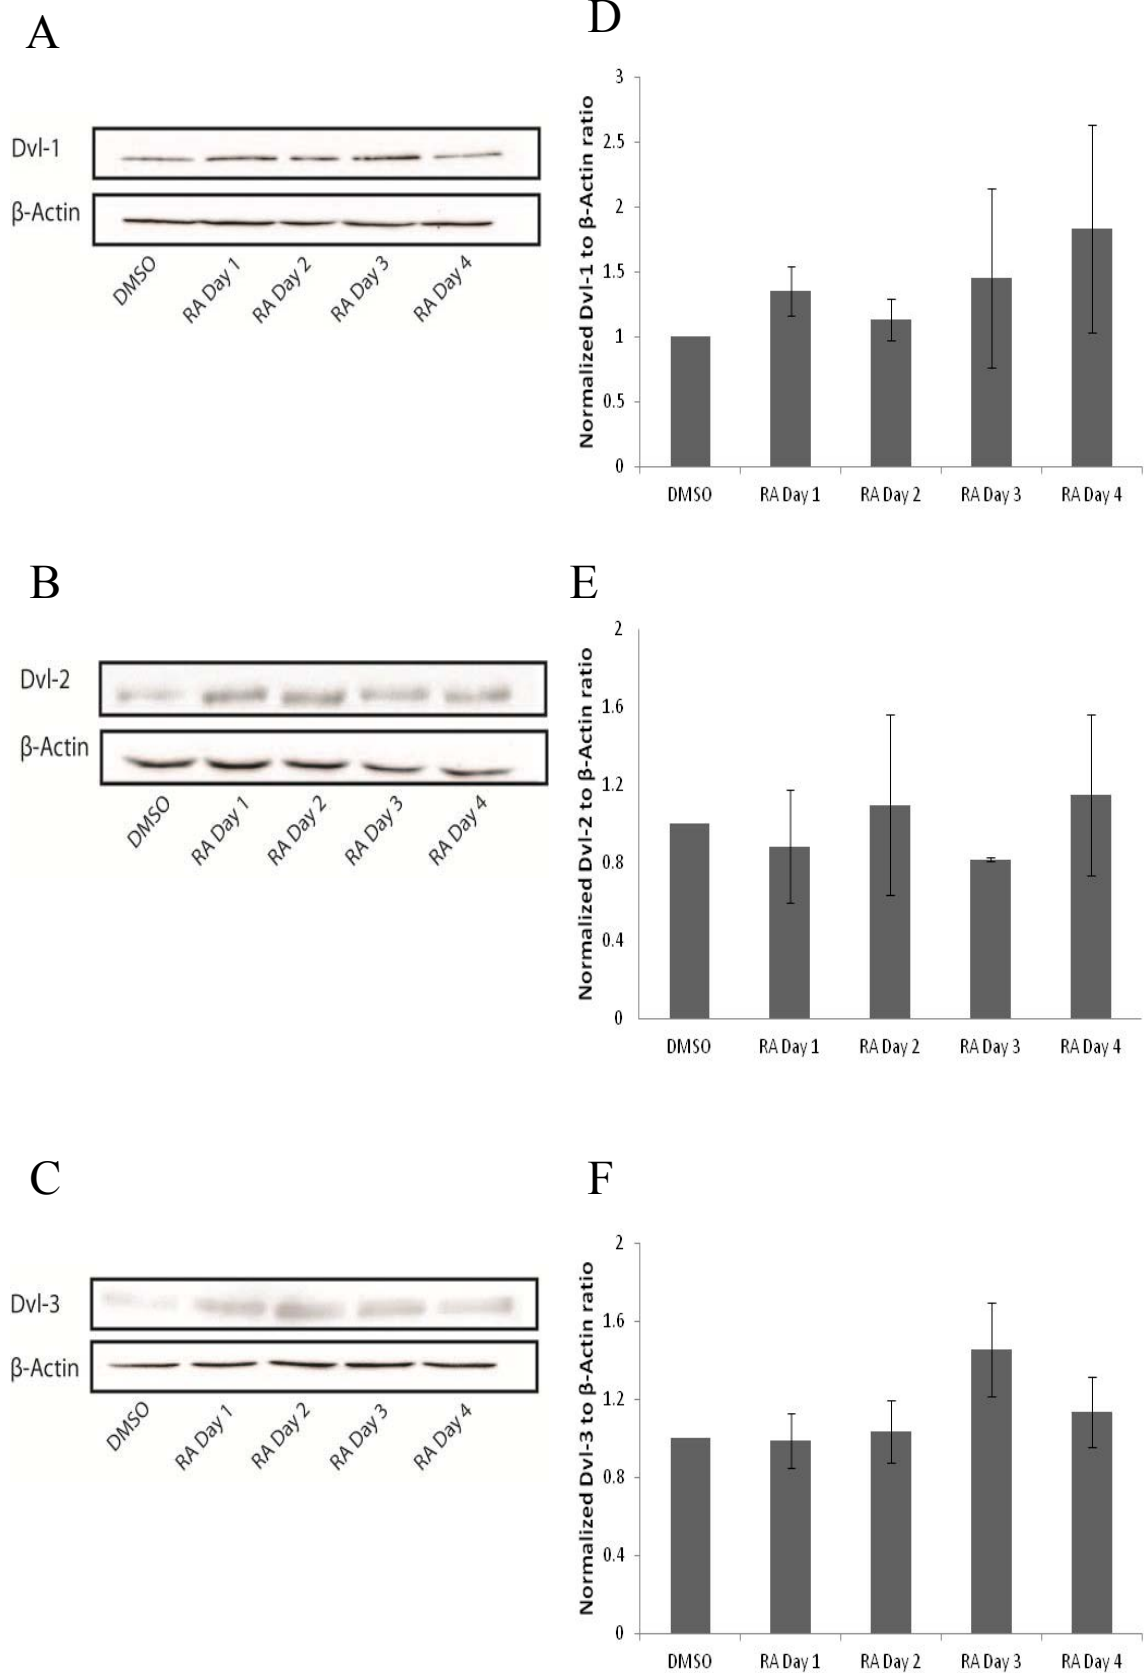 A
Dvl-1
β-Actin
DMSO
RA Day 1
RA Day 2
RA Day 3
RA Day 4
D
Normalized Dvl-1 to β-Actin ratio
3
2.5
2
1.5
1
0.5
0
DMSO RA Day 1 RA Day 2 RA Day 3 RA Day 4
B
Dvl-2
β-Actin
DMSO
RA Day 1
RA Day 2
RA Day 3
RA Day 4
E
Normalized Dvl-2 to β-Actin ratio
2
1.6
1.2
0.8
0.4
0
DMSO RA Day 1 RA Day 2 RA Day 3 RA Day 4
C
Dvl-3
β-Actin
DMSO
RA Day 1
RA Day 2
RA Day 3
RA Day 4
F
Normalized Dvl-3 to β-Actin ratio
2
1.6
1.2
0.8
0.4
0
DMSO RA Day 1 RA Day 2 RA Day 3 RA Day 4